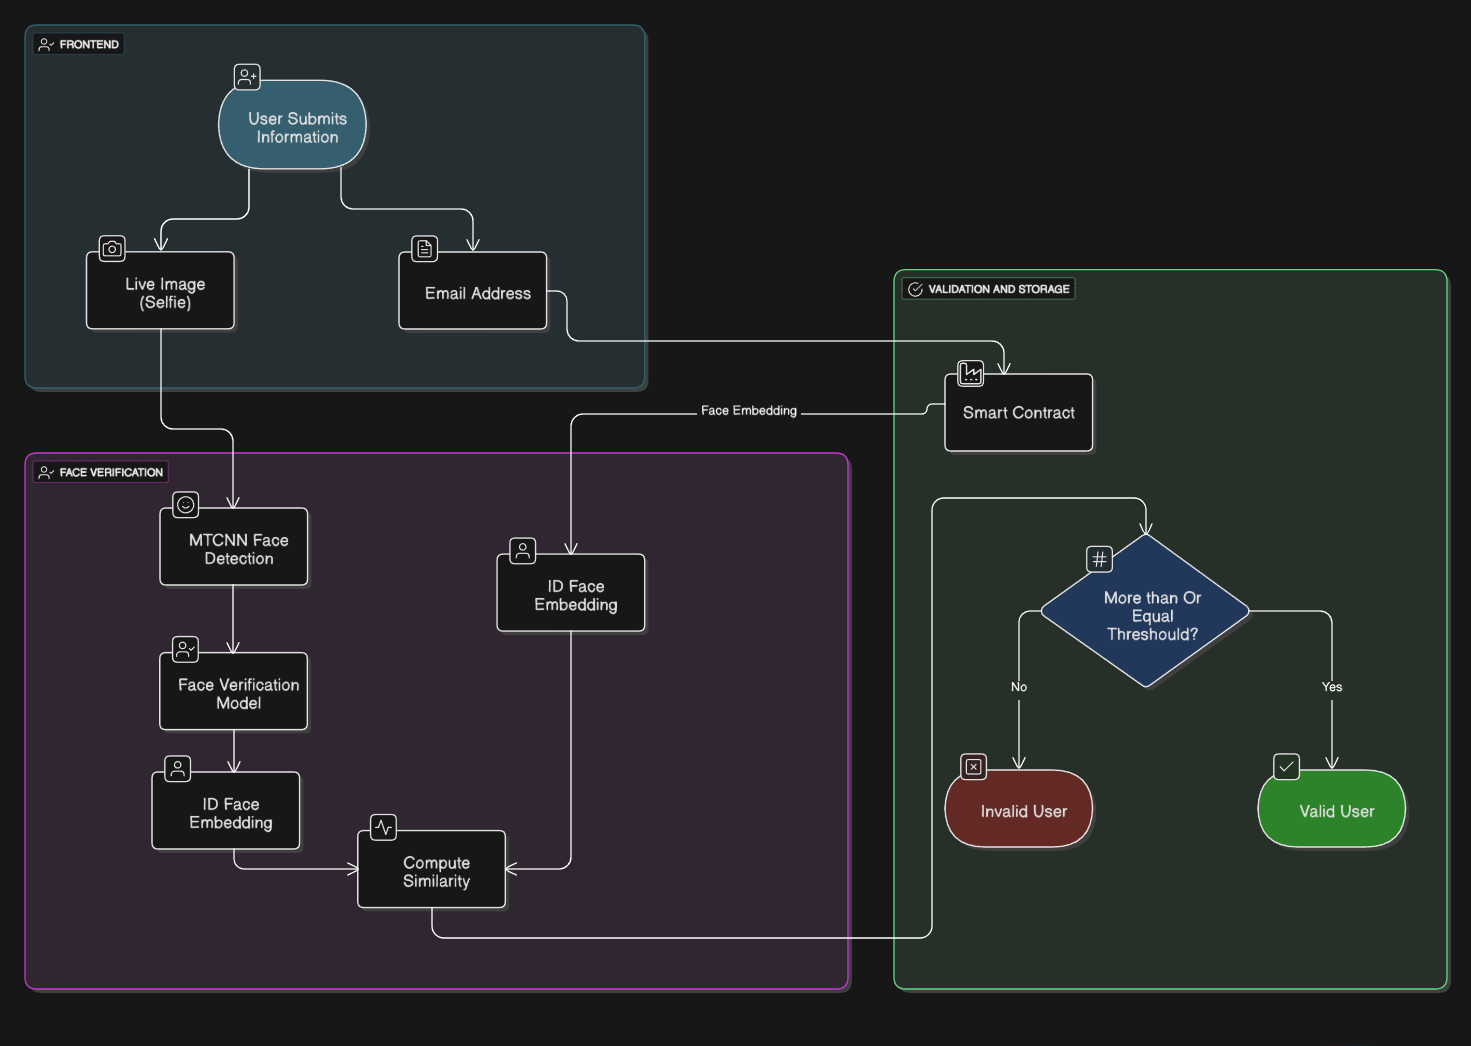 FRONTEND
User Submits
Information
Live Image
(Selfie)
Email Address
VALIDATION AND STORAGE
Smart Contract
Face Embedding
FACE VERIFICATION
MTCNN Face
Detection
ID Face
Embedding
Face Verification
Model
ID Face
Embedding
Compute
Similarity
#
More than Or
Equal
Threshould?
No
Yes
Invalid User
Valid User